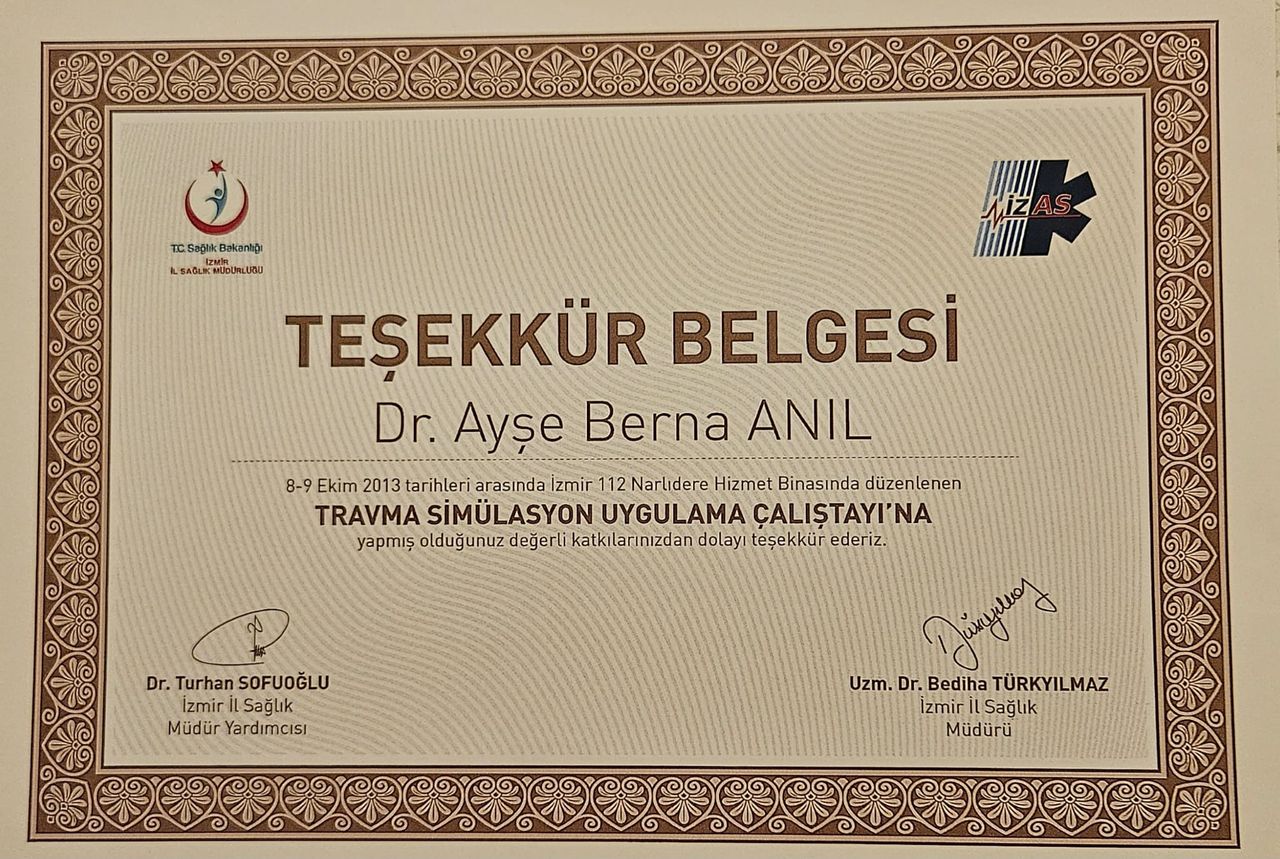 T.C. Sağlık Bakanlığı
İZMİR
İL SAĞLIK MÜDÜRLÜĞÜ
İZAS
TEŞEKKÜR BELGESİ
Dr. Ayşe Berna ANIL
8-9 Ekim 2013 tarihleri arasında İzmir 112 Narlıdere Hizmet Binasında düzenlenen
TRAVMA SİMÜLASYON UYGULAMA ÇALIŞTAYI’NA
yapmış olduğunuz değerli katkılarınızdan dolayı teşekkür ederiz.
Dr. Turhan SOFUOĞLU
İzmir İl Sağlık
Müdür Yardımcısı
Uzm. Dr. Bediha TÜRKYILMAZ
İzmir İl Sağlık
Müdürü